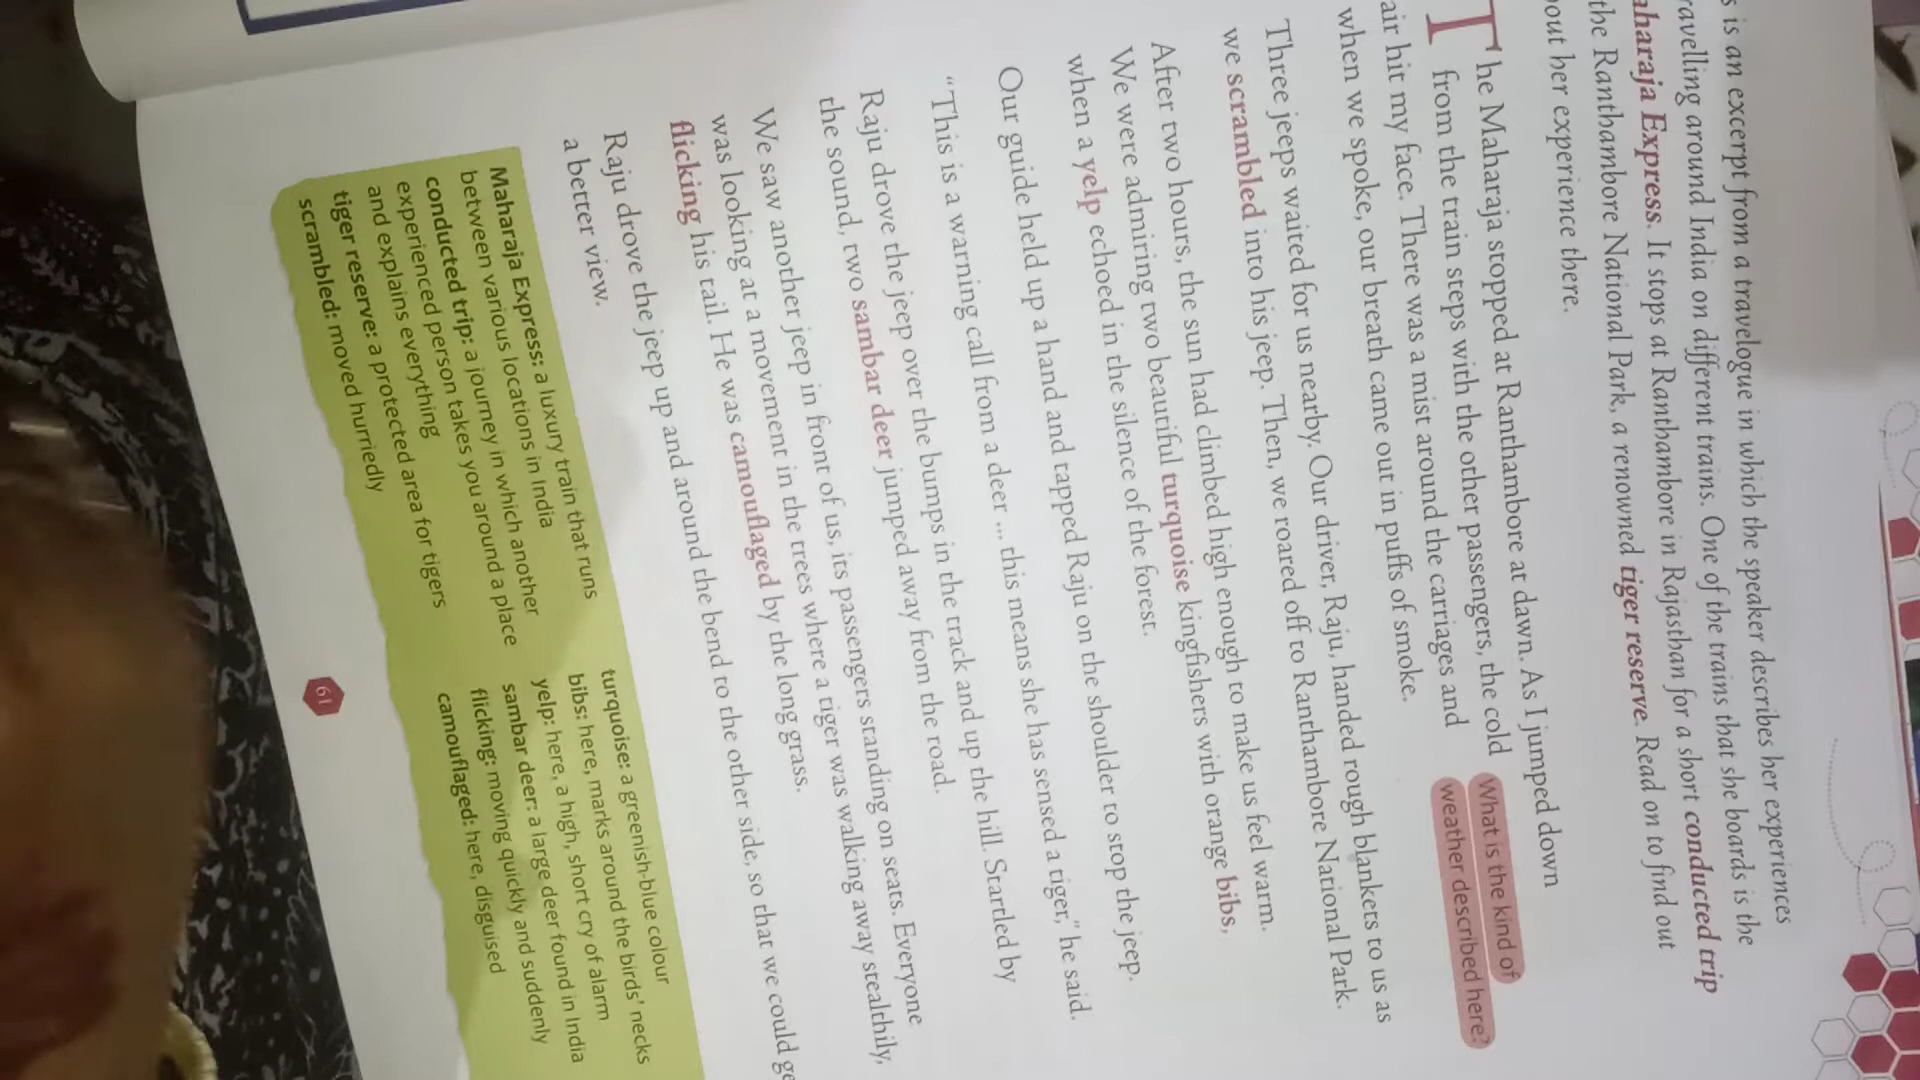 s is an excerpt from a travelogue in which the speaker describes her experiences
ravelling around India on different trains. One of the trains that she boards is the
aharaja Express. It stops at Ranthambore in Rajasthan for a short conducted trip
the Ranthambore National Park, a renowned tiger reserve. Read on to find out
out her experience there.
The Maharaja stopped at Ranthambore at dawn. As I jumped down
from the train steps with the other passengers, the cold
air hit my face. There was a mist around the carriages and
when we spoke, our breath came out in puffs of smoke.
What is the kind of
weather described here?
Three jeeps waited for us nearby. Our driver, Raju, handed rough blankets to us as
we scrambled into his jeep. Then, we roared off to Ranthambore National Park.
After two hours, the sun had climbed high enough to make us feel warm.
We were admiring two beautiful turquoise kingfishers with orange bibs,
when a yelp echoed in the silence of the forest.
Our guide held up a hand and tapped Raju on the shoulder to stop the jeep.
“This is a warning call from a deer ... this means she has sensed a tiger,” he said.
Raju drove the jeep over the bumps in the track and up the hill. Startled by
the sound, two sambar deer jumped away from the road.
We saw another jeep in front of us, its passengers standing on seats. Everyone
was looking at a movement in the trees where a tiger was walking away stealthily,
flicking his tail. He was camouflaged by the long grass.
Raju drove the jeep up and around the bend to the other side, so that we could ge
a better view.
Maharaja Express: a luxury train that runs
between various locations in India
conducted trip: a journey in which another
experienced person takes you around a place
and explains everything
tiger reserve: a protected area for tigers
scrambled: moved hurriedly
turquoise: a greenish-blue colour
bibs: here, marks around the birds' necks
yelp: here, a high, short cry of alarm
sambar deer: a large deer found in India
flicking: moving quickly and suddenly
camouflaged: here, disguised
61